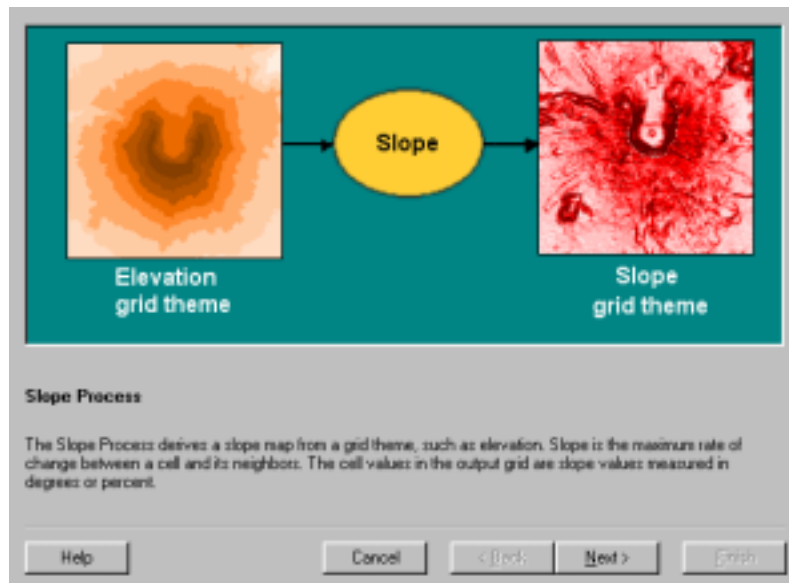 Slope
Elevation
grid theme
Slope
grid theme
Slope Process
The Slope Process derives a slope map from a grid theme, such as elevation. Slope is the maximum rate of
change between a cell and its neighbors. The cell values in the output grid are slope values measured in
degrees or percent.
Help
Cancel
< Back
Next >
Finish